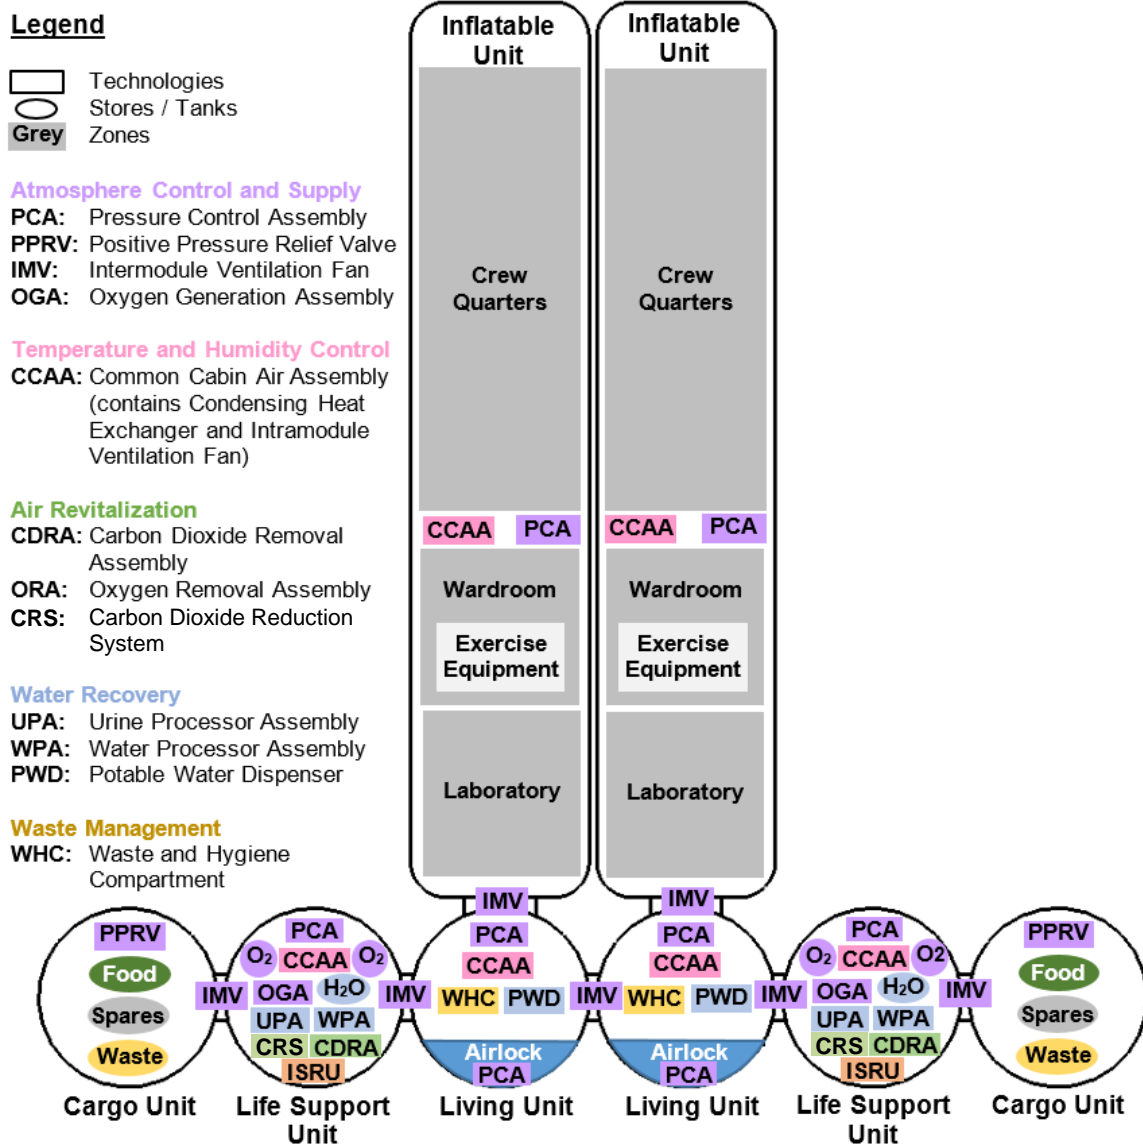 Legend
Technologies
Stores / Tanks
Grey Zones
Atmosphere Control and Supply
PCA: Pressure Control Assembly
PPRV: Positive Pressure Relief Valve
IMV: Intermodule Ventilation Fan
OGA: Oxygen Generation Assembly
Temperature and Humidity Control
CCAA: Common Cabin Air Assembly
(contains Condensing Heat
Exchanger and Intramodule
Ventilation Fan)
Air Revitalization
CDRA: Carbon Dioxide Removal
Assembly
ORA: Oxygen Removal Assembly
CRS: Carbon Dioxide Reduction
System
Water Recovery
UPA: Urine Processor Assembly
WPA: Water Processor Assembly
PWD: Potable Water Dispenser
Waste Management
WHC: Waste and Hygiene
Compartment
Inflatable
Unit
Crew
Quarters
CCAA PCA
Wardroom
Exercise
Equipment
Laboratory
IMV
Inflatable
Unit
Crew
Quarters
CCAA PCA
Wardroom
Exercise
Equipment
Laboratory
IMV
PPRV
Food
Spares
Waste
Cargo Unit
IMV
PCA
O₂ CCAA O₂
OGA H₂O
UPA WPA
CRS CDRA
ISRU
Life Support
Unit
IMV
PCA
CCAA
WHC PWD
Airlock
PCA
Living Unit
IMV
PCA
CCAA
WHC PWD
Airlock
PCA
Living Unit
IMV
PCA
O₂ CCAA O2
OGA H₂O
UPA WPA
CRS CDRA
ISRU
Life Support
Unit
IMV
PPRV
Food
Spares
Waste
Cargo Unit